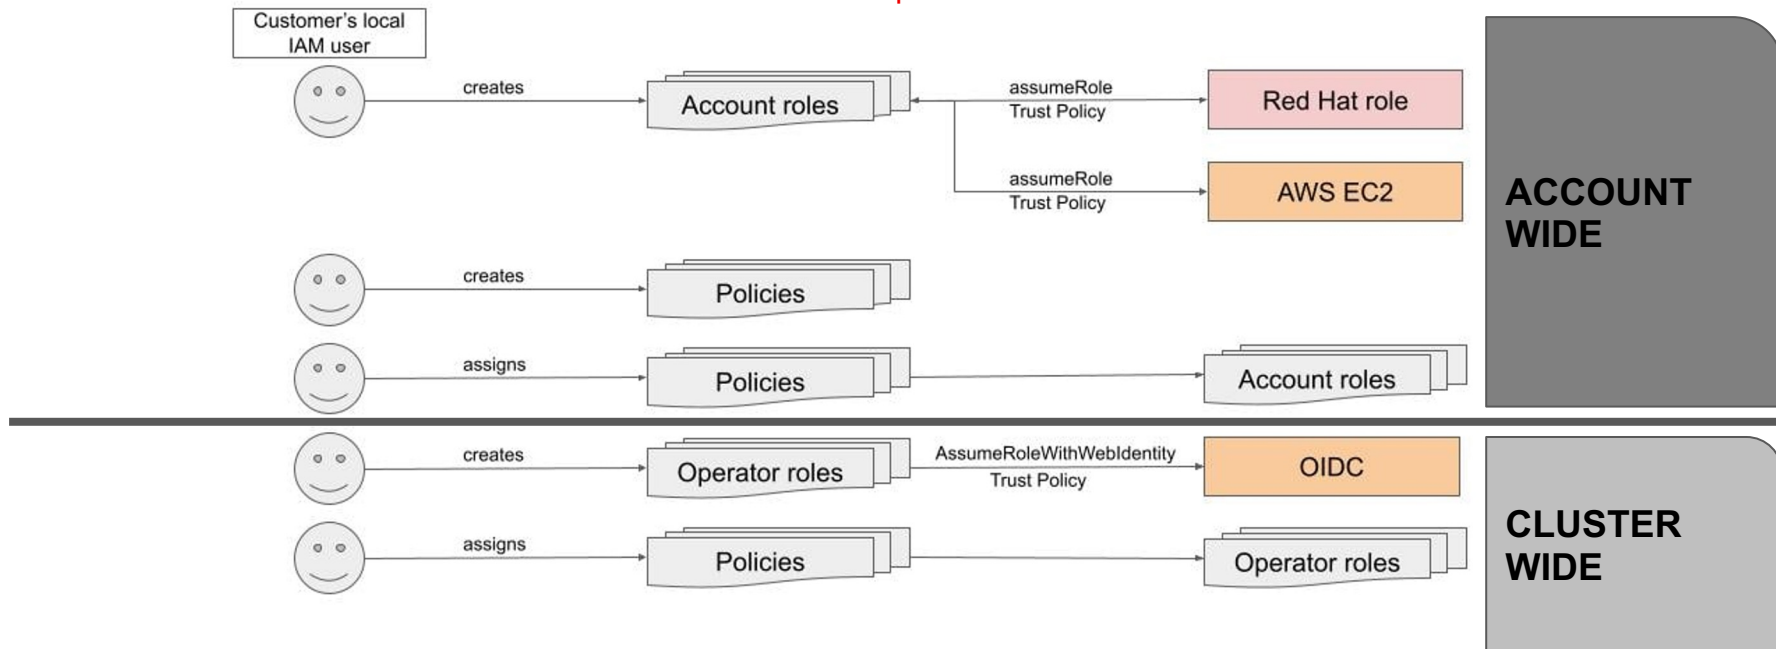 Customer's local
IAM user
creates
Account roles
assumeRole
Trust Policy
Red Hat role
assumeRole
Trust Policy
AWS EC2
ACCOUNT
WIDE
creates
Policies
assigns
Policies
Account roles
creates
Operator roles
AssumeRoleWithWebIdentity
Trust Policy
OIDC
CLUSTER
WIDE
assigns
Policies
Operator roles